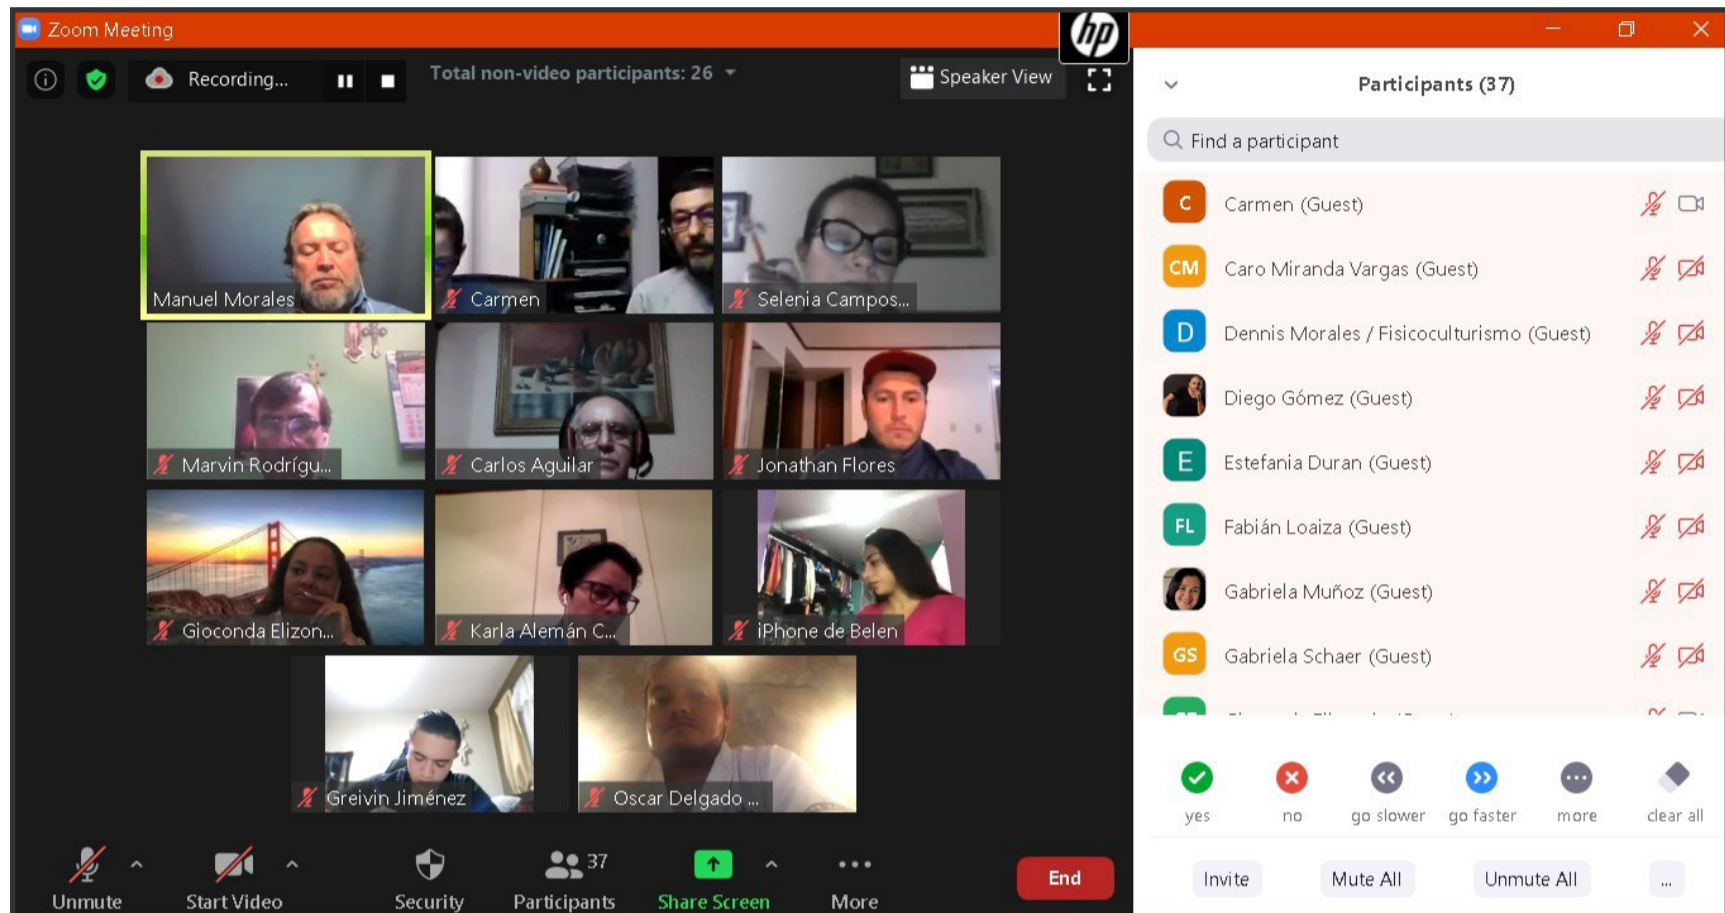 Zoom Meeting
hp
Recording...
Total non-video participants: 26
Speaker View
Manuel Morales
Carmen
Selenia Campos...
Marvin Rodrígu...
Carlos Aguilar
Jonathan Flores
Gioconda Elizon...
Karla Alemán C...
iPhone de Belen
Greivin Jiménez
Oscar Delgado ...
Unmute
Start Video
Security
37
Participants
Share Screen
More
End
Participants (37)
Find a participant
C Carmen (Guest)
CM Caro Miranda Vargas (Guest)
D Dennis Morales / Fisicoculturismo (Guest)
Diego Gómez (Guest)
E Estefania Duran (Guest)
FL Fabián Loaiza (Guest)
Gabriela Muñoz (Guest)
GS Gabriela Schaer (Guest)
yes
no
go slower
go faster
more
clear all
Invite
Mute All
Unmute All
...